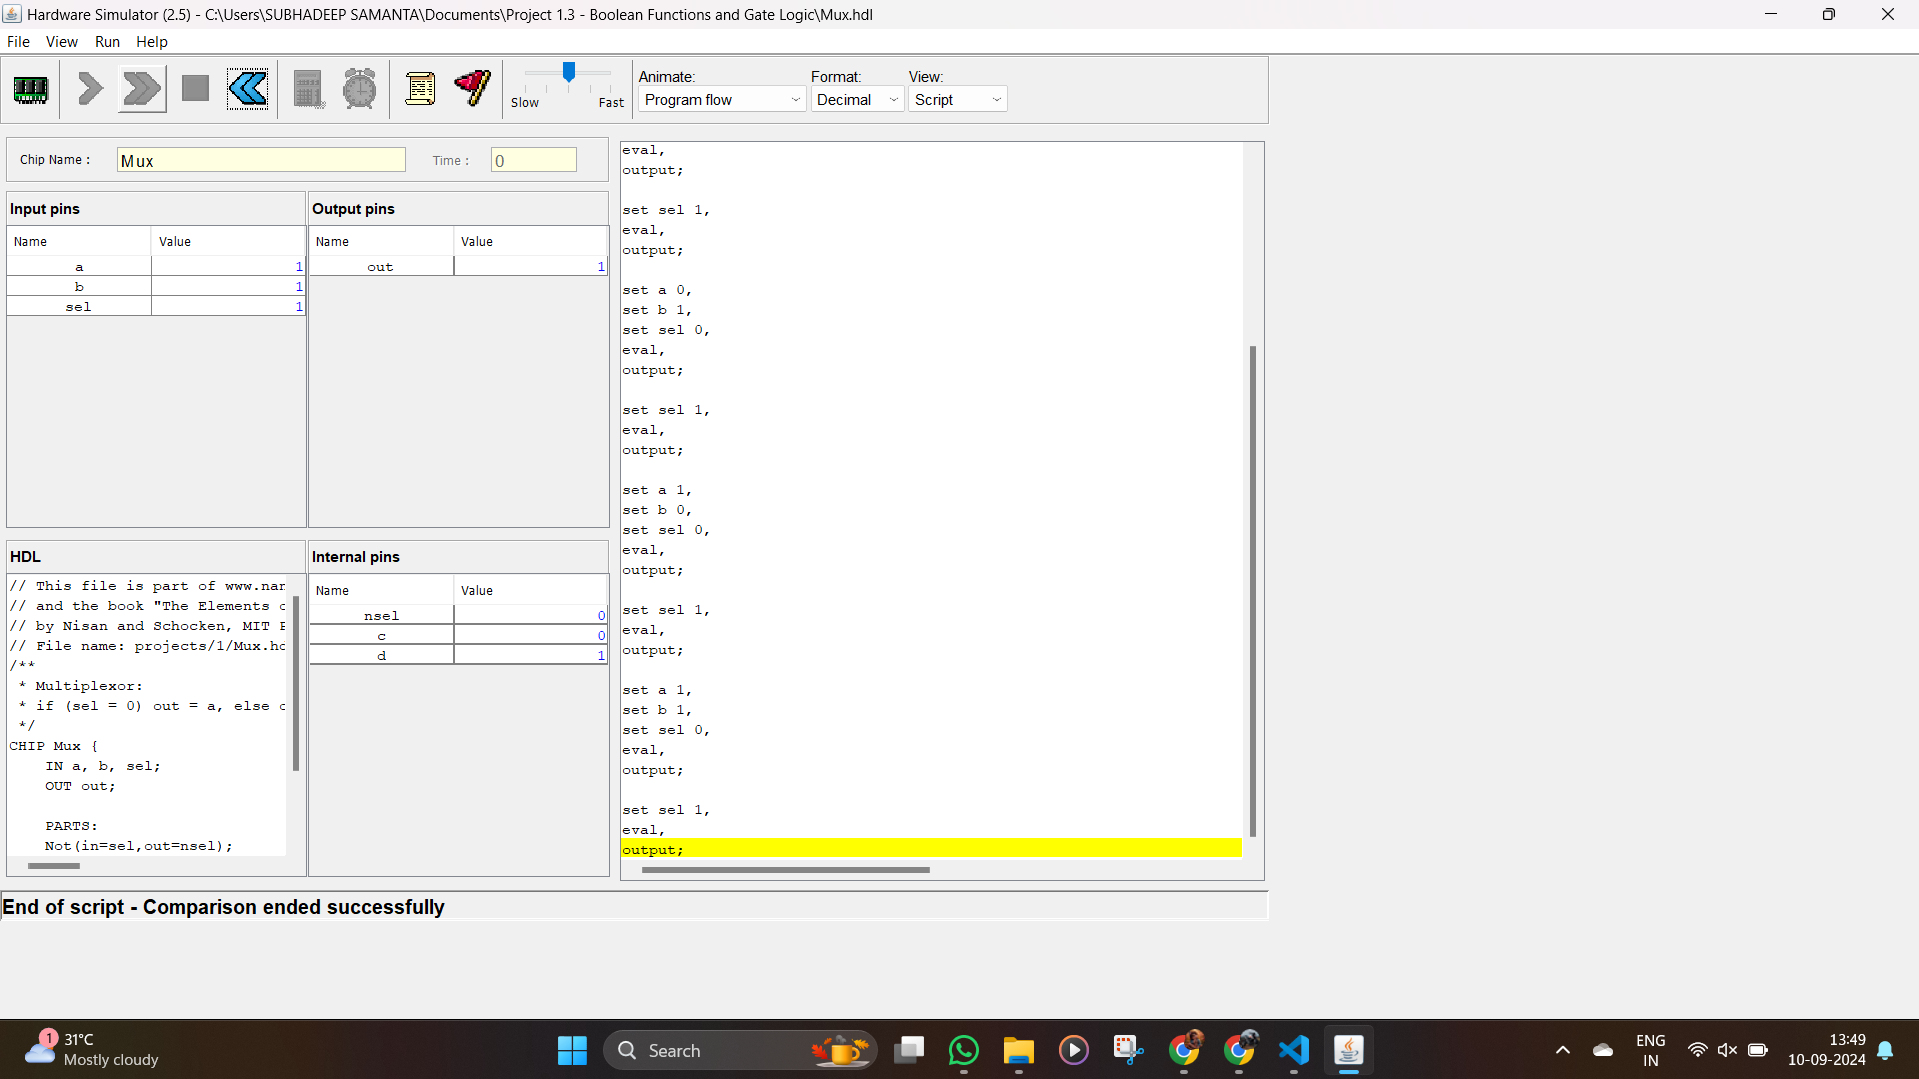 Hardware Simulator (2.5) - C:\Users\SUBHADEEP SAMANTA\Documents\Project 1.3 - Boolean Functions and Gate Logic\Mux.hdl
File View Run Help
Slow Fast
Animate: Format: View:
Program flow Decimal Script
Chip Name : Mux Time : 0
Input pins
Name Value
a 1
b 1
sel 1
Output pins
Name Value
out 1
HDL
// This file is part of www.nan
// and the book "The Elements o
// by Nisan and Schocken, MIT P
// File name: projects/1/Mux.hd
/**
* Multiplexor:
* if (sel = 0) out = a, else o
*/
CHIP Mux {
IN a, b, sel;
OUT out;
PARTS:
Not(in=sel,out=nsel);
Internal pins
Name Value
nsel 0
c 0
d 1
eval,
output;
set sel 1,
eval,
output;
set a 0,
set b 1,
set sel 0,
eval,
output;
set sel 1,
eval,
output;
set a 1,
set b 0,
set sel 0,
eval,
output;
set sel 1,
eval,
output;
set a 1,
set b 1,
set sel 0,
eval,
output;
set sel 1,
eval,
output;
End of script - Comparison ended successfully
1
31°C
Mostly cloudy
Search
ENG
IN
13:49
10-09-2024